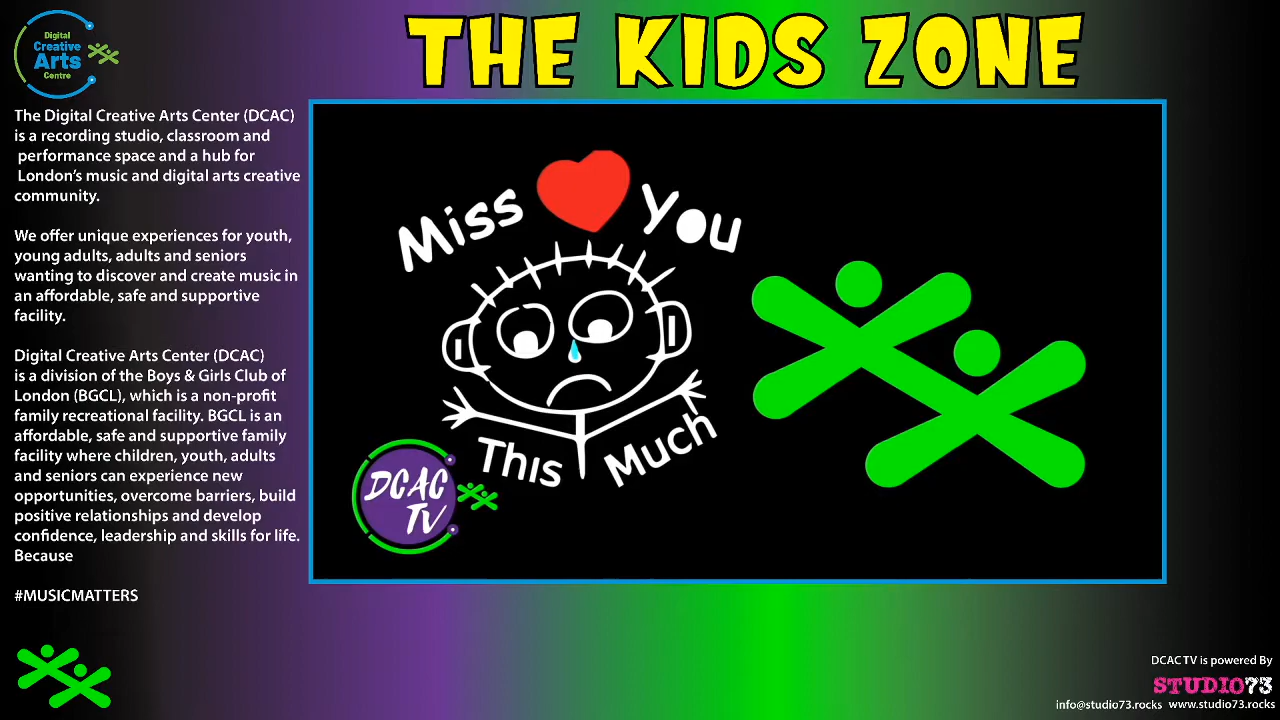 THE KIDS ZONE
Digital
Creative
Arts
Centre
The Digital Creative Arts Center (DCAC)
is a recording studio, classroom and
performance space and a hub for
London's music and digital arts creative
community.
We offer unique experiences for youth,
young adults, adults and seniors
wanting to discover and create music in
an affordable, safe and supportive
facility.
Digital Creative Arts Center (DCAC)
is a division of the Boys & Girls Club of
London (BGCL), which is a non-profit
family recreational facility. BGCL is an
affordable, safe and supportive family
facility where children, youth, adults
and seniors can experience new
opportunities, overcome barriers, build
positive relationships and develop
confidence, leadership and skills for life.
Because
#MUSICMATTERS
Miss You
This Much
DCAC
TV
DCAC TV is powered By
STUDIO73
info@studio73.rocks www.studio73.rocks